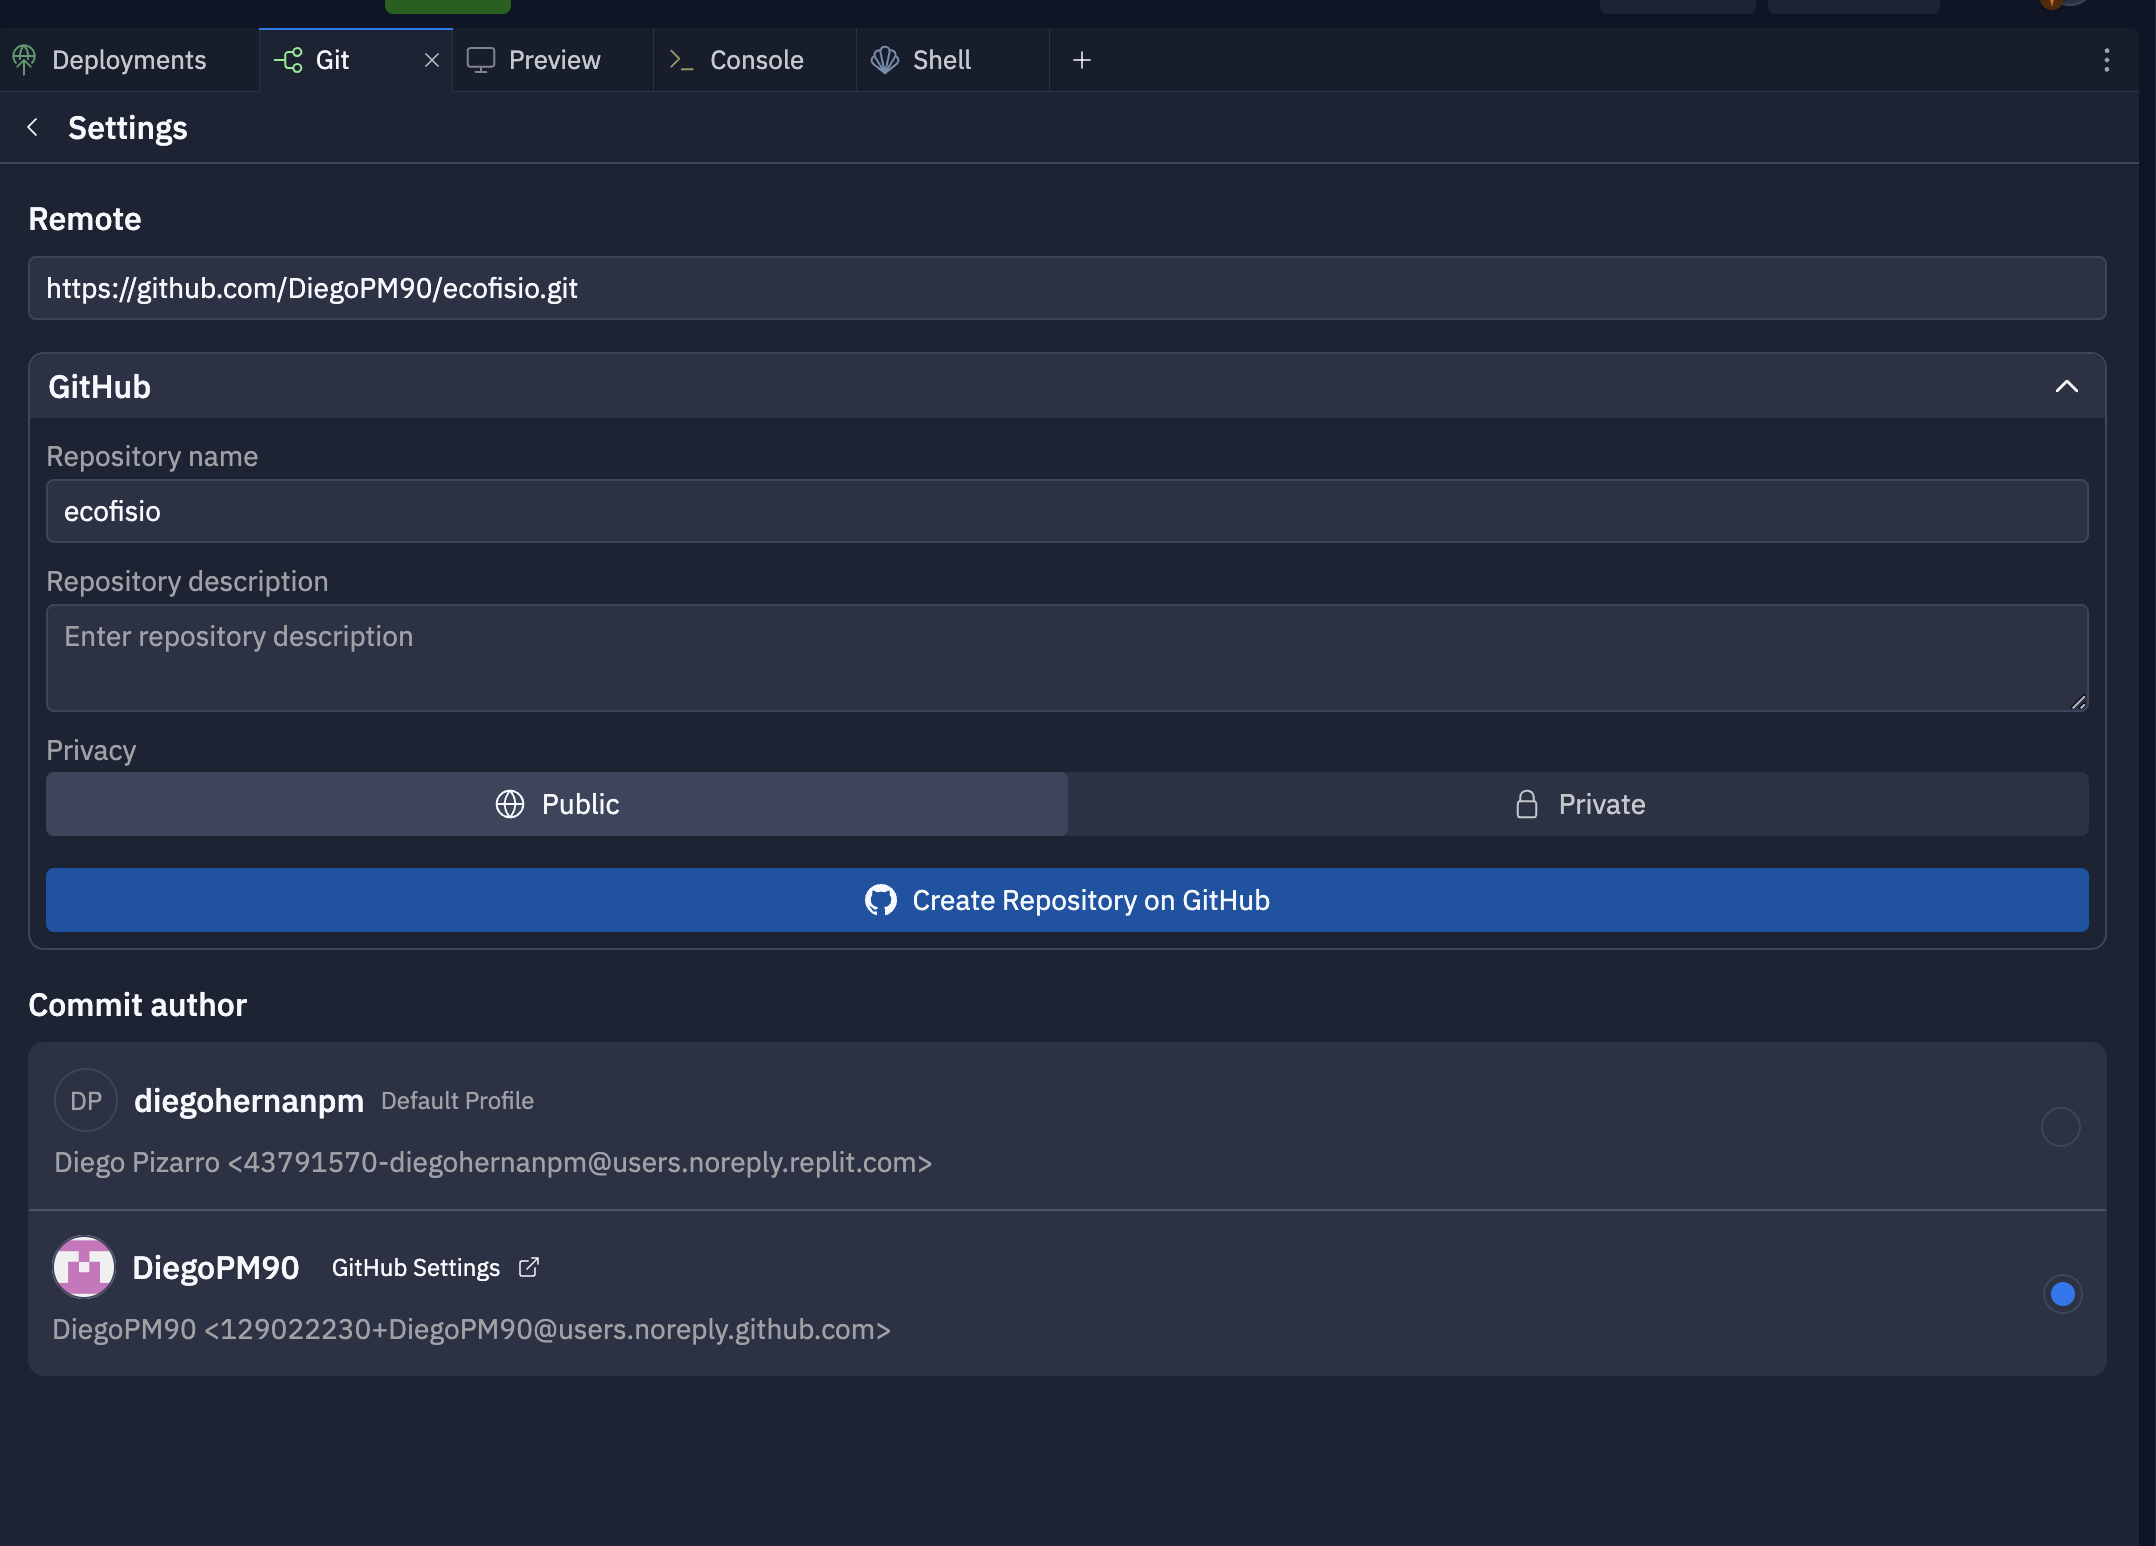 Deployments
Git
Preview
Console
Shell
Settings
Remote
https://github.com/DiegoPM90/ecofisio.git
GitHub
Repository name
ecofisio
Repository description
Enter repository description
Privacy
Public
Private
Create Repository on GitHub
Commit author
DP diegohernanpm Default Profile
Diego Pizarro <43791570-diegohernanpm@users.noreply.replit.com>
DiegoPM90 GitHub Settings
DiegoPM90 <129022230+DiegoPM90@users.noreply.github.com>